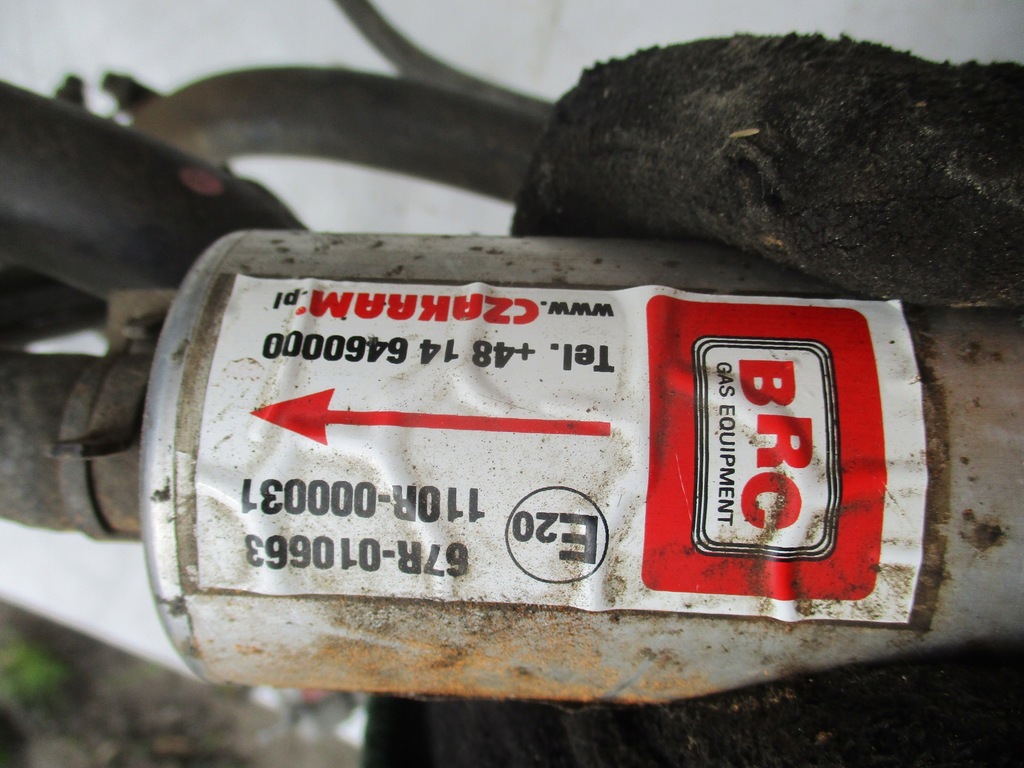 BRC
GAS EQUIPMENT
E20
67R-010663
110R-000031
Tel. +48 14 6460000
www.CZAKRAM.pl